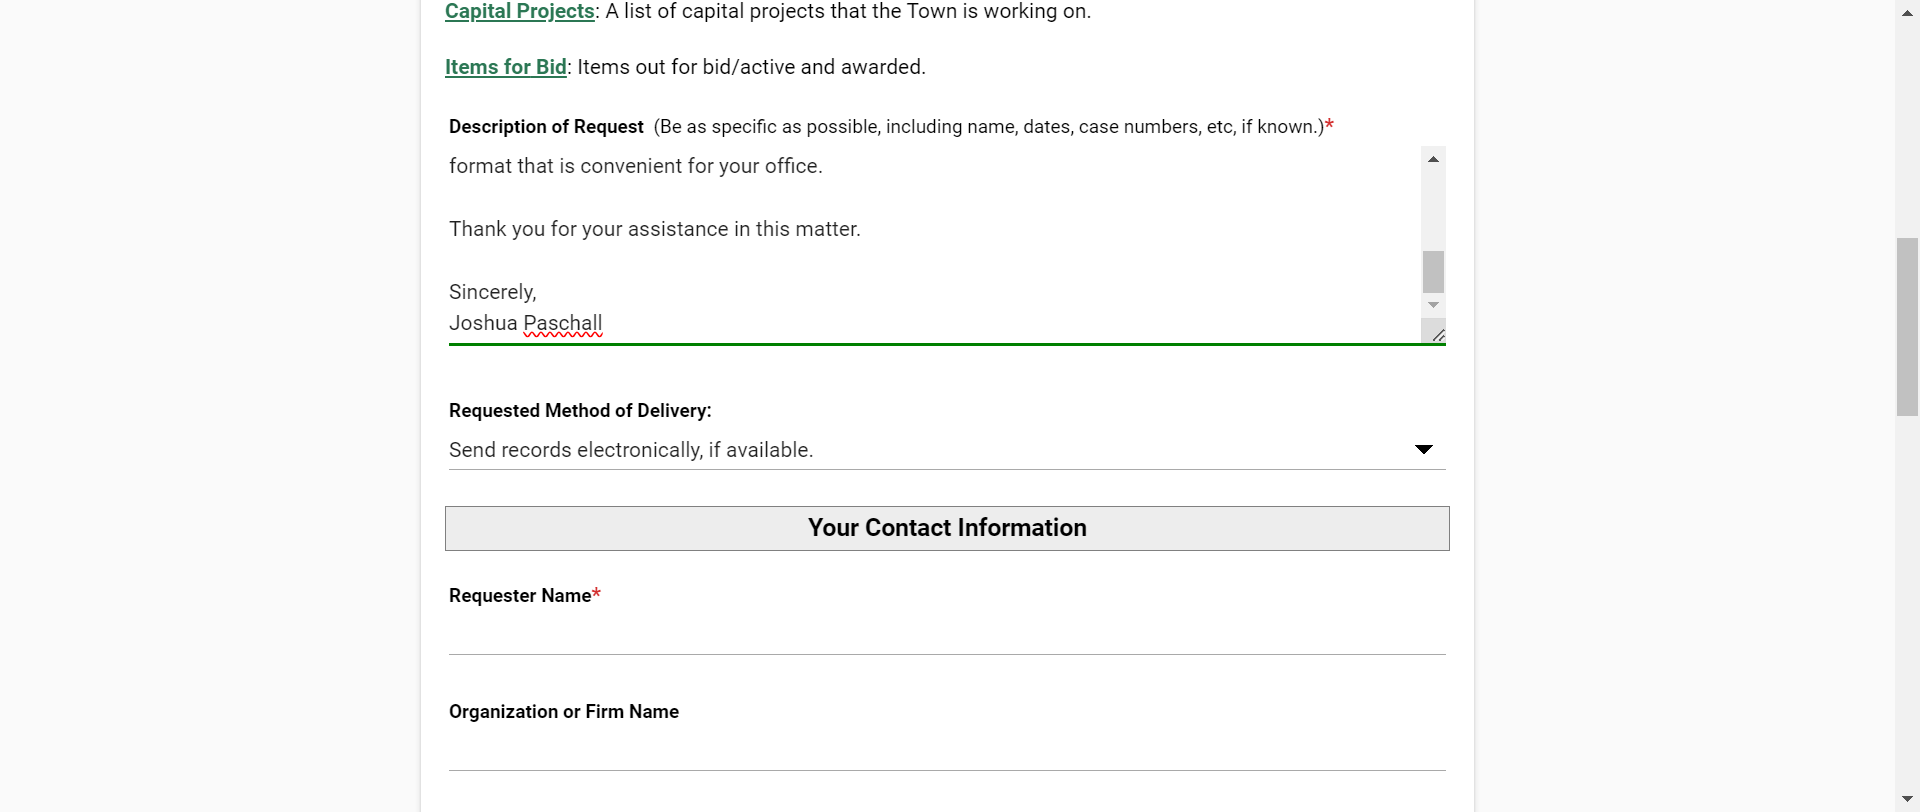 Capital Projects: A list of capital projects that the Town is working on.
Items for Bid: Items out for bid/active and awarded.
Description of Request (Be as specific as possible, including name, dates, case numbers, etc, if known.)*
format that is convenient for your office.
Thank you for your assistance in this matter.
Sincerely,
Joshua Paschall
Requested Method of Delivery:
Send records electronically, if available.
Your Contact Information
Requester Name*
Organization or Firm Name